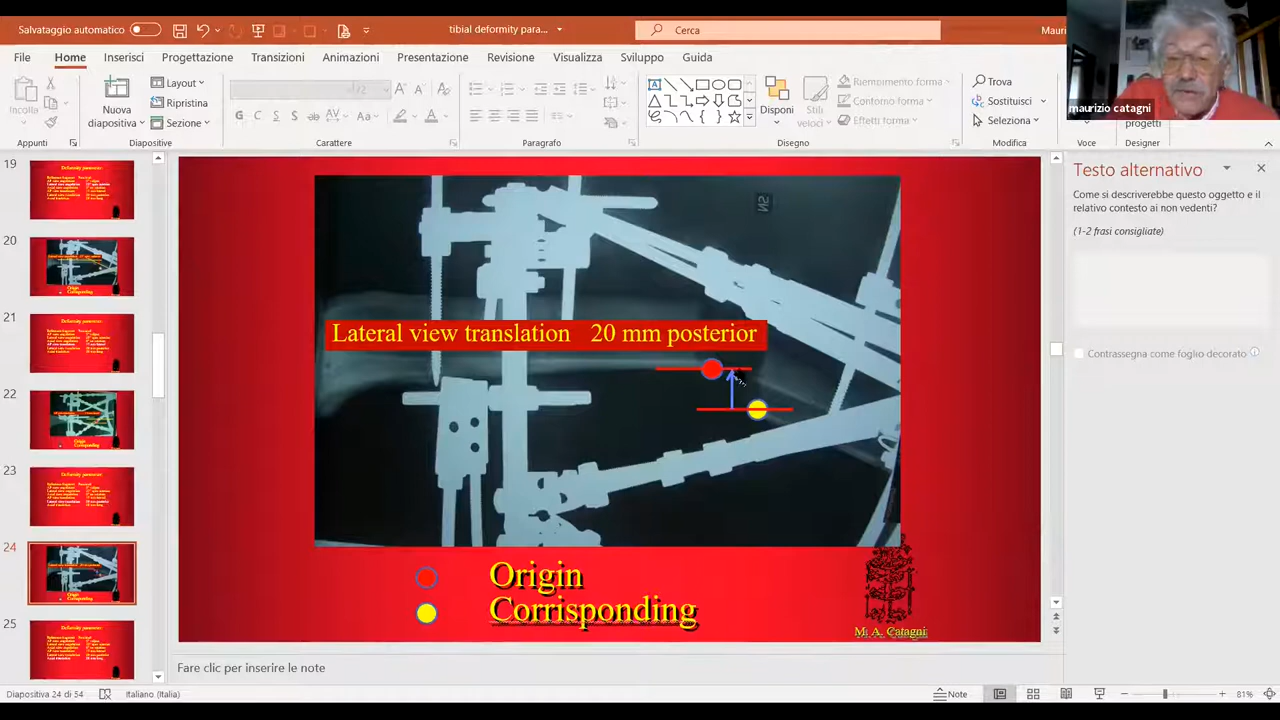 Salvataggio automatico
tibial deformity para...
Cerca
Mauri
File
Home
Inserisci
Progettazione
Transizioni
Animazioni
Presentazione
Revisione
Visualizza
Sviluppo
Guida
Incolla
Nuova
diapositiva
Layout
Ripristina
Sezione
Disponi
Stili
veloci
Riempimento forma
Contorno forma
Effetti forma
Trova
Sostituisci
Seleziona
progetti
maurizio catagni
Appunti
Diapositive
Carattere
Paragrafo
Disegno
Modifica
Voce
Designer
19
20
21
22
23
24
25
Lateral view translation 20 mm posterior
Origin
Corrisponding
M. A. Catagni
Testo alternativo
Come si descriverebbe questo oggetto e il
relativo contesto ai non vedenti?
(1-2 frasi consigliate)
Contrassegna come foglio decorato
Fare clic per inserire le note
Diapositiva 24 di 54
Italiano (Italia)
Note
81%